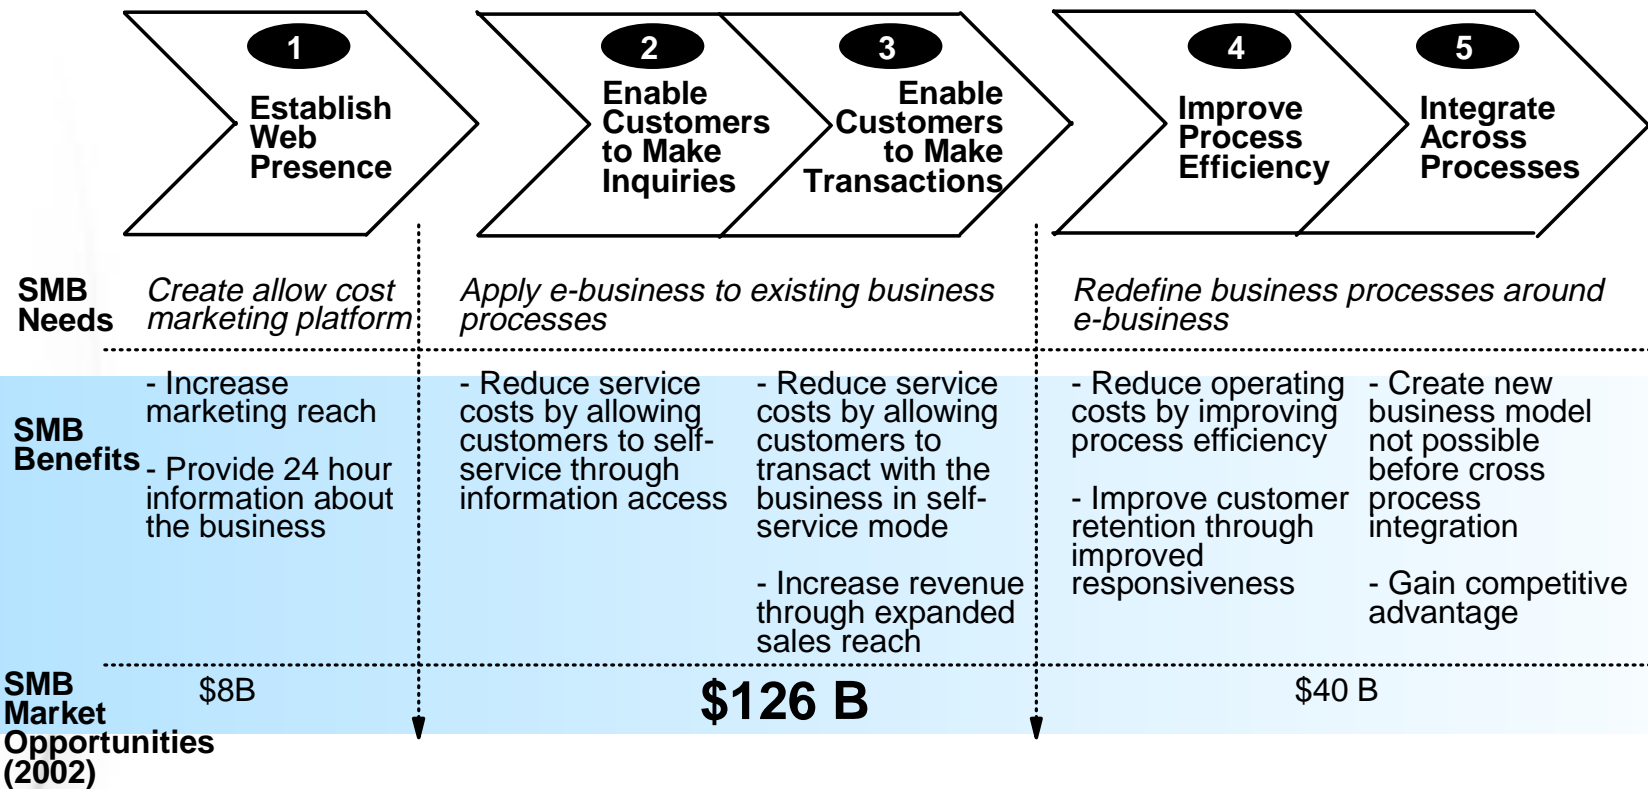 1
Establish
Web
Presence
2
Enable
Customers
to Make
Inquiries
3
Enable
Customers
to Make
Transactions
4
Improve
Process
Efficiency
5
Integrate
Across
Processes
SMB
Needs
Create allow cost
marketing platform
Apply e-business to existing business
processes
Redefine business processes around
e-business
SMB
Benefits
- Increase
marketing reach
- Provide 24 hour
information about
the business
- Reduce service
costs by allowing
customers to self-
service through
information access
- Reduce service
costs by allowing
customers to
transact with the
business in self-
service mode
- Increase revenue
through expanded
sales reach
- Reduce operating
costs by improving
process efficiency
- Improve customer
retention through
improved
responsiveness
- Create new
business model
not possible
before cross
process
integration
- Gain competitive
advantage
SMB
Market
Opportunities
(2002)
$8B
$126 B
$40 B